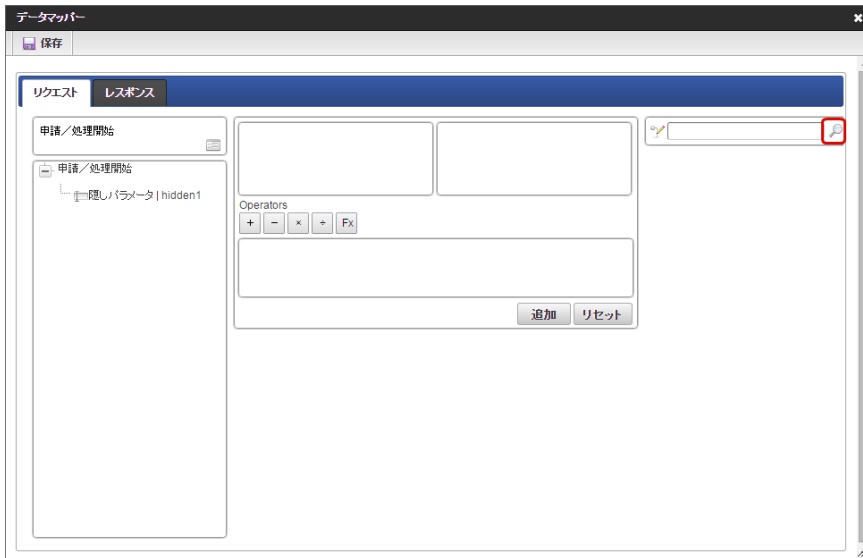 データマッパー
保存
リクエスト レスポンス
申請／処理開始
申請／処理開始
隠しパラメータ | hidden1
Operators
+ − × ÷ Fx
追加 リセット